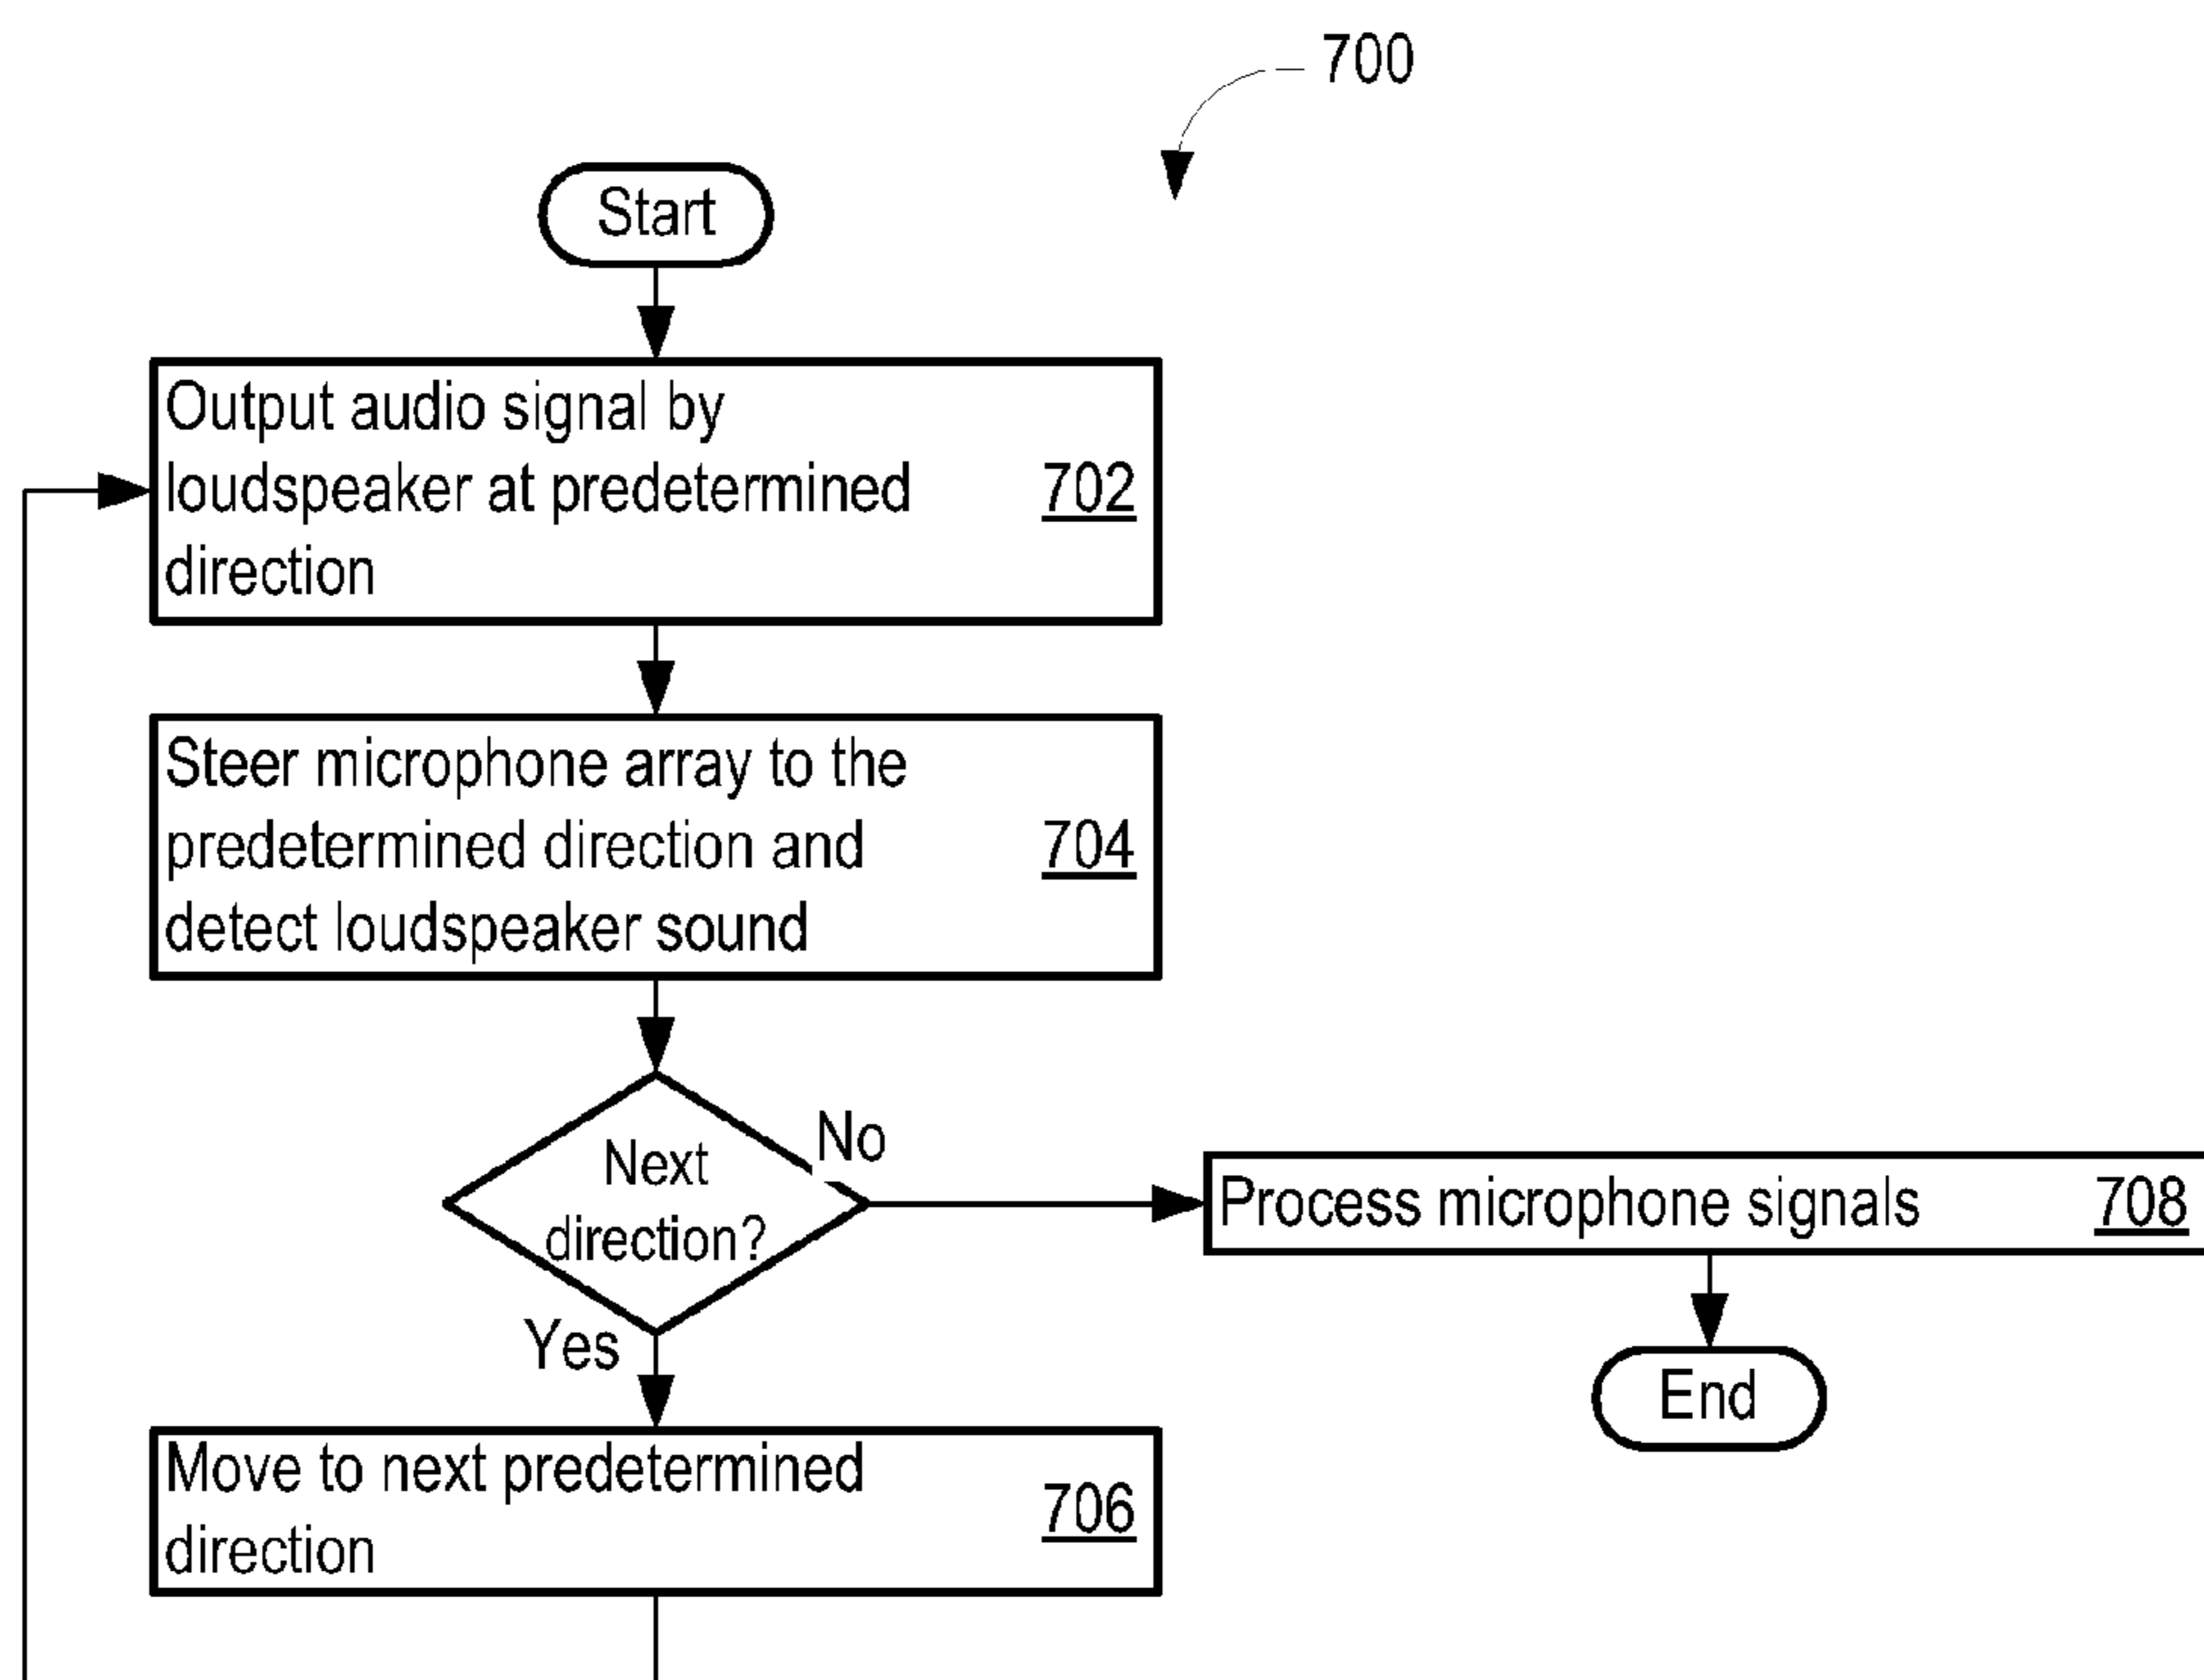 700
Start
Output audio signal by
loudspeaker at predetermined
direction
702
Steer microphone array to the
predetermined direction and
detect loudspeaker sound
704
Next
direction?
No
Yes
Process microphone signals
708
End
Move to next predetermined
direction
706